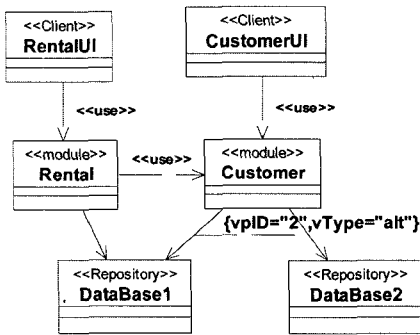 <<Client>>
RentalUI
<<Client>>
CustomerUI
<<use>>
<<use>>
<<module>>
Rental
<<use>>
<<module>>
Customer
{vpID="2",vType="alt"}
<<Repository>>
DataBase1
<<Repository>>
DataBase2